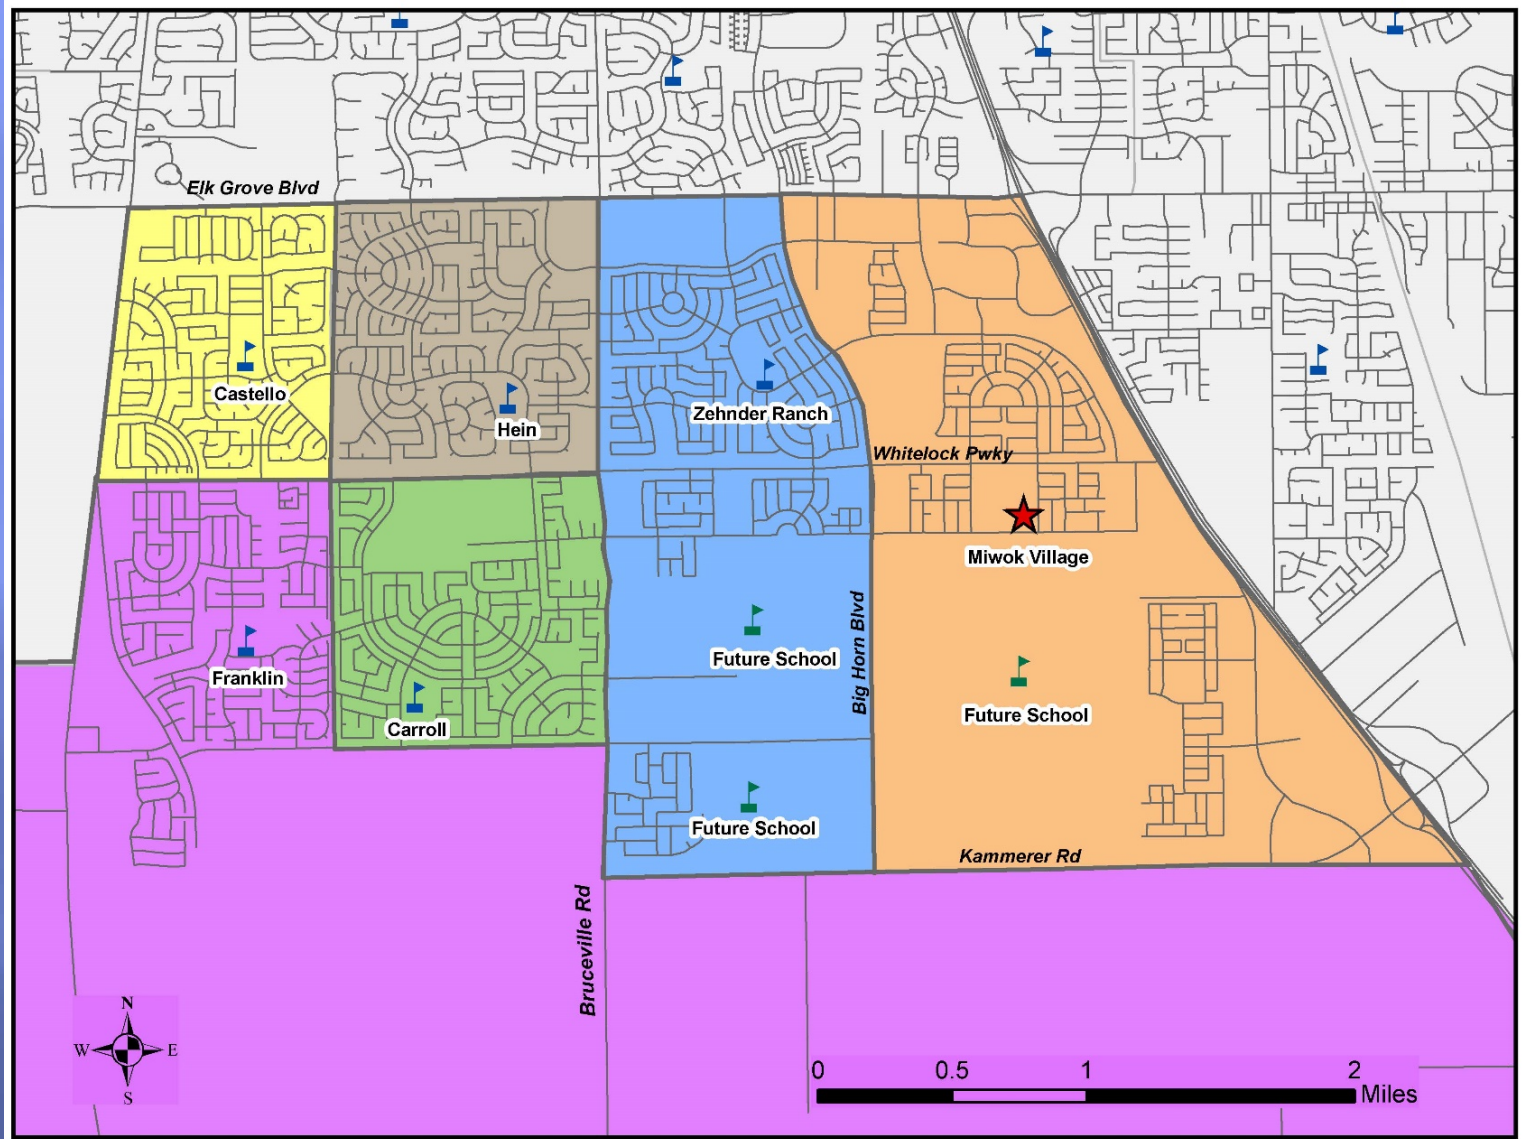 Elk Grove Blvd
Castello
Hein
Zehnder Ranch
Whitelock Pwky
Miwok Village
Big Horn Blvd
Future School
Franklin
Carroll
Future School
Future School
Kammerer Rd
Bruceville Rd
N
W E
S
0 0.5 1 2
Miles